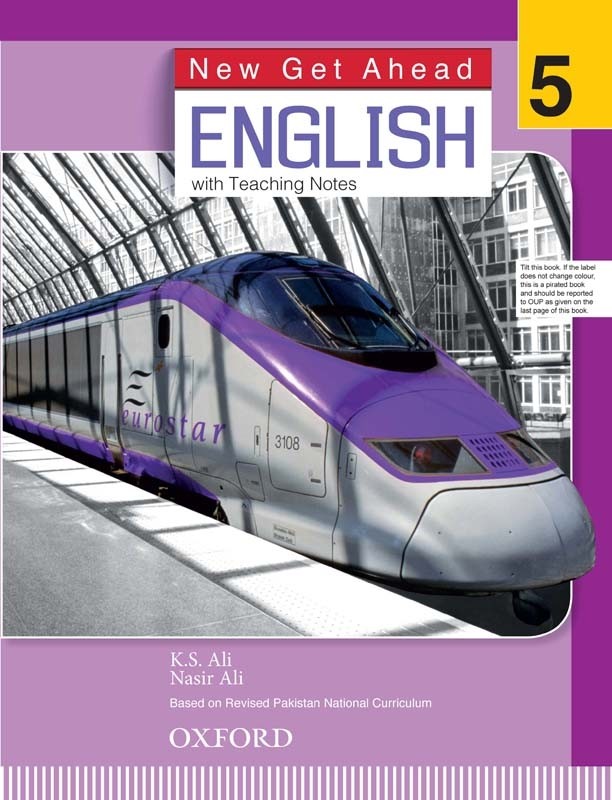 New Get Ahead
5
ENGLISH
with Teaching Notes
Tilt this book. If the label
does not change colour,
this is a pirated book
and should be reported
to OUP as given on the
last page of this book.
eurostar
3108
K.S. Ali
Nasir Ali
Based on Revised Pakistan National Curriculum
OXFORD